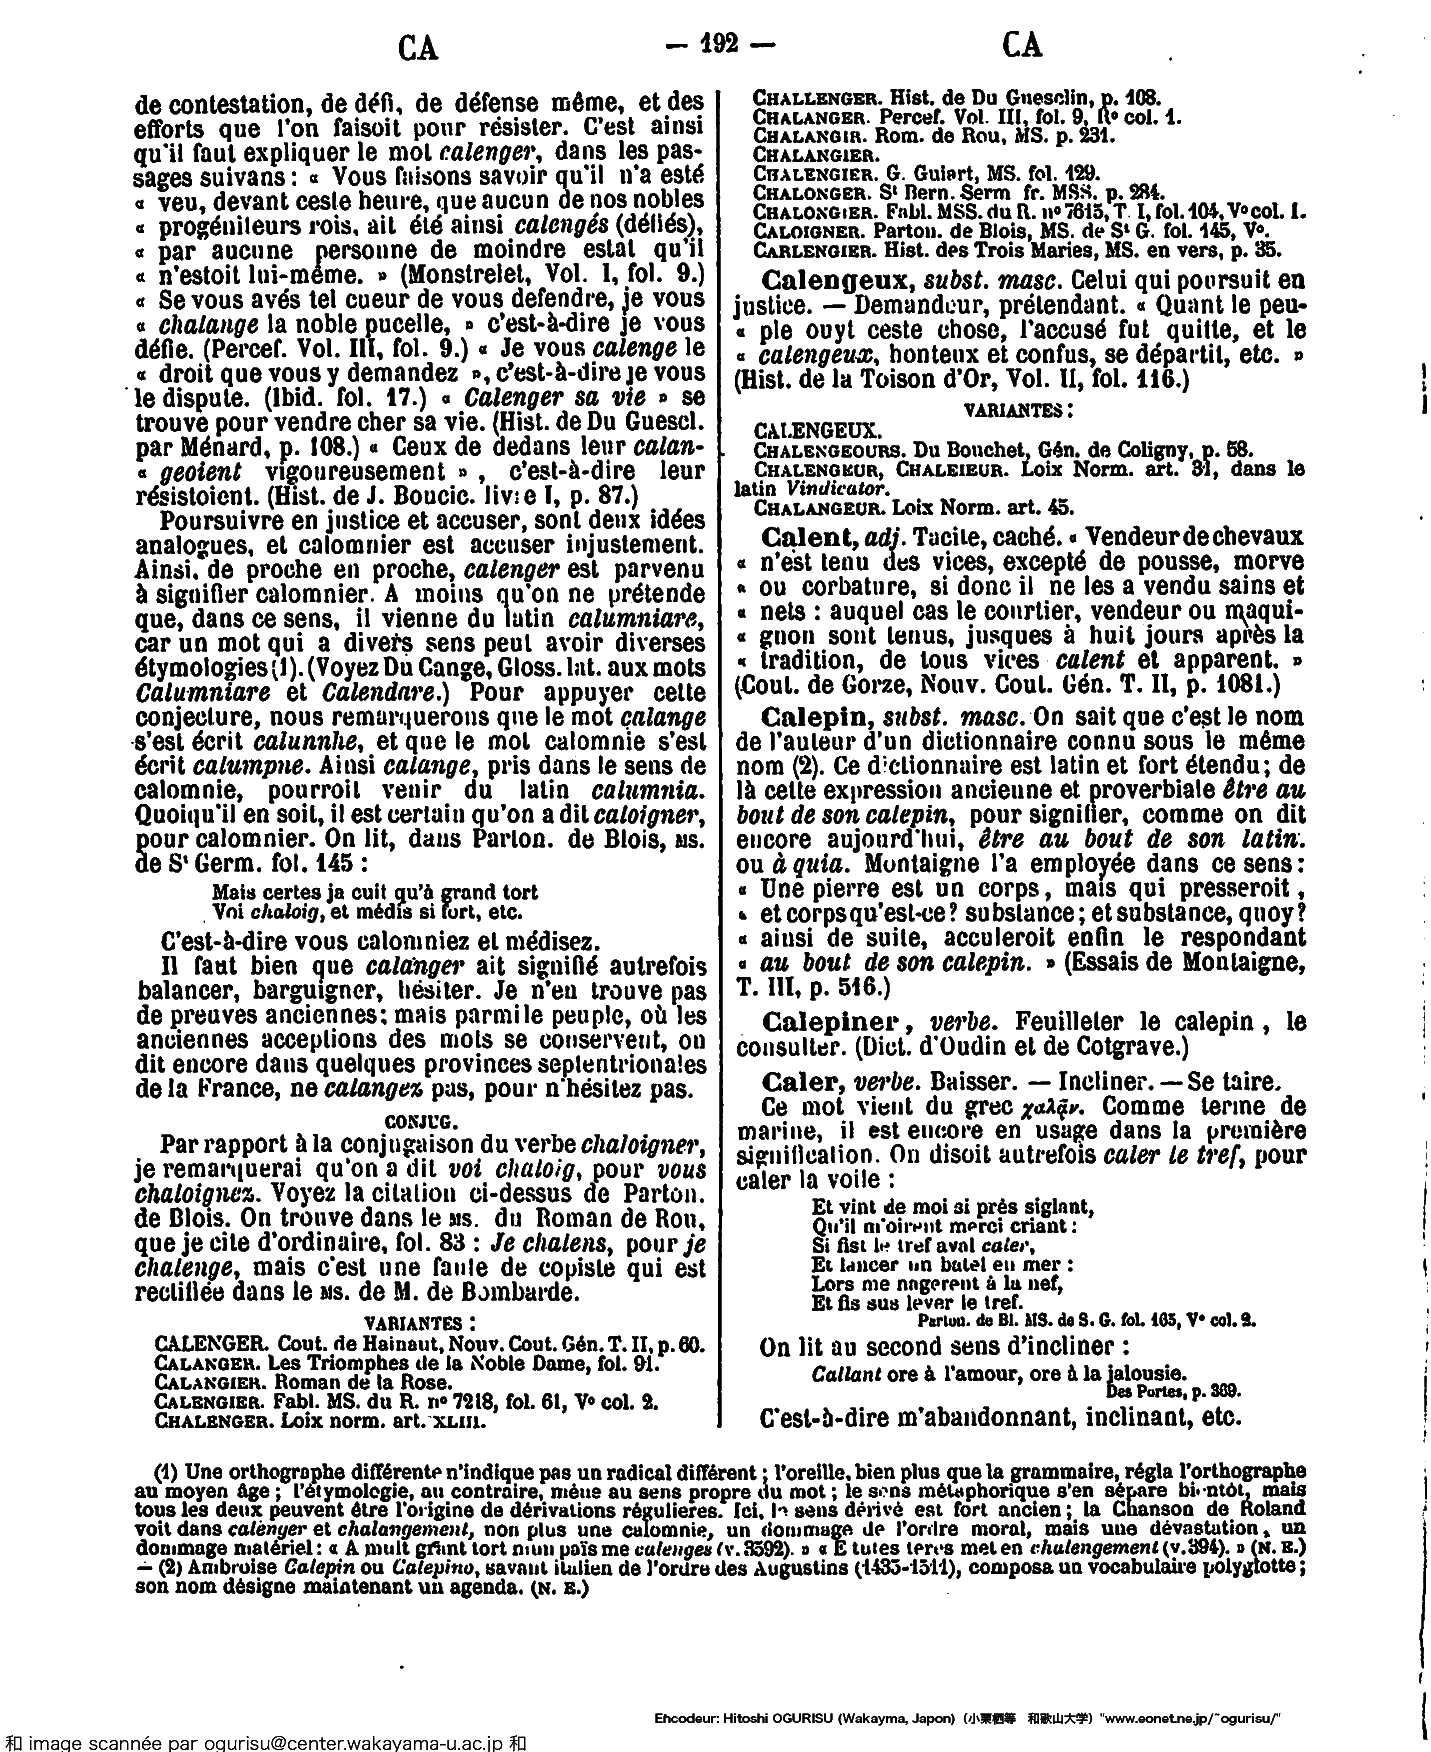 CA
— 192 —
CA
de contestation, de défi, de défense même, et des
efforts que l'on faisoit pour résister. C'est ainsi
qu'il faut expliquer le mot calenger, dans les pas-
sages suivans : « Vous faisons savoir qu'il n'a esté
« veu, devant ceste heure, que aucun de nos nobles
« progéniteurs rois, ait été ainsi calengés (défiés),
« par aucune personne de moindre estat qu'il
« n'estoit lui-même. » (Monstrelet, Vol. I, fol. 9.)
« Se vous avés tel cueur de vous defendre, je vous
« chalange la noble pucelle, » c'est-à-dire je vous
défie. (Percef. Vol. III, fol. 9.) « Je vous calenge le
« droit que vous y demandez », c'est-à-dire je vous
le dispute. (Ibid. fol. 17.) « Calenger sa vie » se
trouve pour vendre cher sa vie. (Hist. de Du Guescl.
par Ménard, p. 108.) « Ceux de dedans leur calan-
« geoient vigoureusement » , c'est-à-dire leur
résistoient. (Hist. de J. Boucic. livre I, p. 87.)
Poursuivre en justice et accuser, sont deux idées
analogues, et calomnier est accuser injustement.
Ainsi, de proche en proche, calenger est parvenu
à signifier calomnier. A moins qu'on ne prétende
que, dans ce sens, il vienne du latin calumniare,
car un mot qui a divers sens peut avoir diverses
étymologies (1). (Voyez Du Cange, Gloss. lat. aux mots
Calumniare et Calendare.) Pour appuyer cette
conjecture, nous remarquerons que le mot calange
s'est écrit calunnhe, et que le mot calomnie s'est
écrit calumpne. Ainsi calange, pris dans le sens de
calomnie, pourroit venir du latin calumnia.
Quoiqu'il en soit, il est certain qu'on a dit caloigner,
pour calomnier. On lit, dans Parton. de Blois, MS.
de St Germ. fol. 145 :
Mais certes ja cuit qu'à grand tort
Voi chaloig, et médis si fort, etc.
C'est-à-dire vous calomniez et médisez.
Il faut bien que calanger ait signifié autrefois
balancer, barguigner, hésiter. Je n'en trouve pas
de preuves anciennes; mais parmi le peuple, où les
anciennes acceptions des mots se conservent, on
dit encore dans quelques provinces septentrionales
de la France, ne calangez pas, pour n'hésitez pas.
CONJUG.
Par rapport à la conjugaison du verbe chaloigner,
je remarquerai qu'on a dit voi chaloig, pour vous
chaloignez. Voyez la citation ci-dessus de Parton.
de Blois. On trouve dans le MS. du Roman de Rou,
que je cite d'ordinaire, fol. 83 : Je chalens, pour je
chalenge, mais c'est une faute de copiste qui est
rectifiée dans le MS. de M. de Bombarde.
VARIANTES :
CALENGER. Cout. de Hainaut, Nouv. Cout. Gén. T. II, p. 60.
CALANGER. Les Triomphes de la Noble Dame, fol. 91.
CALANGIER. Roman de la Rose.
CALENGIER. Fabl. MS. du R. no 7218, fol. 61, Vo col. 2.
CHALENGER. Loix norm. art. XLIII.
CHALLENGER. Hist. de Du Guesclin, p. 108.
CHALANGER. Percef. Vol. III, fol. 9, Ro col. 1.
CHALANGIR. Rom. de Rou, MS. p. 231.
CHALANGIER.
CHALENGIER. G. Guiart, MS. fol. 129.
CHALONGER. St Bern. Serm fr. MSS. p. 284.
CHALONGIER. Fabl. MSS. du R. no 7615, T. I, fol. 104, Vo col. 1.
CALOIGNER. Parton. de Blois, MS. de St G. fol. 145, Vo.
CARLENGIER. Hist. des Trois Maries, MS. en vers, p. 35.
Calengeux, subst. masc. Celui qui poursuit en
justice. — Demandeur, prétendant. « Quant le peu-
« ple ouyt ceste chose, l'accusé fut quitte, et le
« calengeux, honteux et confus, se départit, etc. »
(Hist. de la Toison d'Or, Vol. II, fol. 116.)
VARIANTES :
CALENGEUX.
CHALENGEOURS. Du Bouchet, Gén. de Coligny, p. 58.
CHALENGEUR, CHALEIEUR. Loix Norm. art. 31, dans le
latin Vindicator.
CHALANGEUR. Loix Norm. art. 45.
Calent, adj. Tacite, caché. « Vendeur de chevaux
« n'est tenu des vices, excepté de pousse, morve
« ou corbature, si donc il ne les a vendu sains et
« nets : auquel cas le courtier, vendeur ou maqui-
« gnon sont tenus, jusques à huit jours après la
« tradition, de tous vices calent et apparent. »
(Cout. de Gorze, Nouv. Cout. Gén. T. II, p. 1081.)
Calepin, subst. masc. On sait que c'est le nom
de l'auteur d'un dictionnaire connu sous le même
nom (2). Ce dictionnaire est latin et fort étendu; de
là cette expression ancienne et proverbiale être au
bout de son calepin, pour signifier, comme on dit
encore aujourd'hui, être au bout de son latin.
ou à quia. Montaigne l'a employée dans ce sens :
« Une pierre est un corps, mais qui presseroit,
« et corps qu'est-ce? substance; et substance, quoy?
« ainsi de suite, acculeroit enfin le respondant
« au bout de son calepin. » (Essais de Montaigne,
T. III, p. 516.)
Calepiner, verbe. Feuilleter le calepin, le
consulter. (Dict. d'Oudin et de Cotgrave.)
Caler, verbe. Baisser. — Incliner. — Se taire.
Ce mot vient du grec χαλᾷν. Comme terme de
marine, il est encore en usage dans la première
signification. On disoit autrefois caler le tref, pour
caler la voile :
Et vint de moi si près siglant,
Qu'il m'oirent merci criant :
Si fist le tref aval caler,
Et lancer un batel en mer :
Lors me nagerent à la nef,
Et fis sus lever le tref.
Parton. de Bl. MS. de S. G. fol. 165, Vo col. 2.
On lit au second sens d'incliner :
Callant ore à l'amour, ore à la jalousie.
Des Portes, p. 369.
C'est-à-dire m'abandonnant, inclinant, etc.
(1) Une orthographe différente n'indique pas un radical différent ; l'oreille, bien plus que la grammaire, régla l'orthographe
au moyen âge ; l'étymologie, au contraire, mène au sens propre du mot ; le sens métaphorique s'en sépare bientôt, mais
tous les deux peuvent être l'origine de dérivations régulières. Ici, le sens dérivé est fort ancien ; la Chanson de Roland
voit dans calenger et chalangement, non plus une calomnie, un dommage de l'ordre moral, mais une dévastation, un
dommage matériel : « A mult grant tort mun païs me calenges (v. 3592). » « E tutes teres met en chalengement (v. 394). » (N. E.)
— (2) Ambroise Calepin ou Calepino, savant italien de l'ordre des Augustins (1435-1511), composa un vocabulaire polyglotte ;
son nom désigne maintenant un agenda. (N. E.)
Encodeur: Hitoshi OGURISU (Wakayma, Japon) (小栗栖等 和歌山大学) "www.eonet.ne.jp/~ogurisu/"
和 image scannée par ogurisu@center.wakayama-u.ac.jp 和